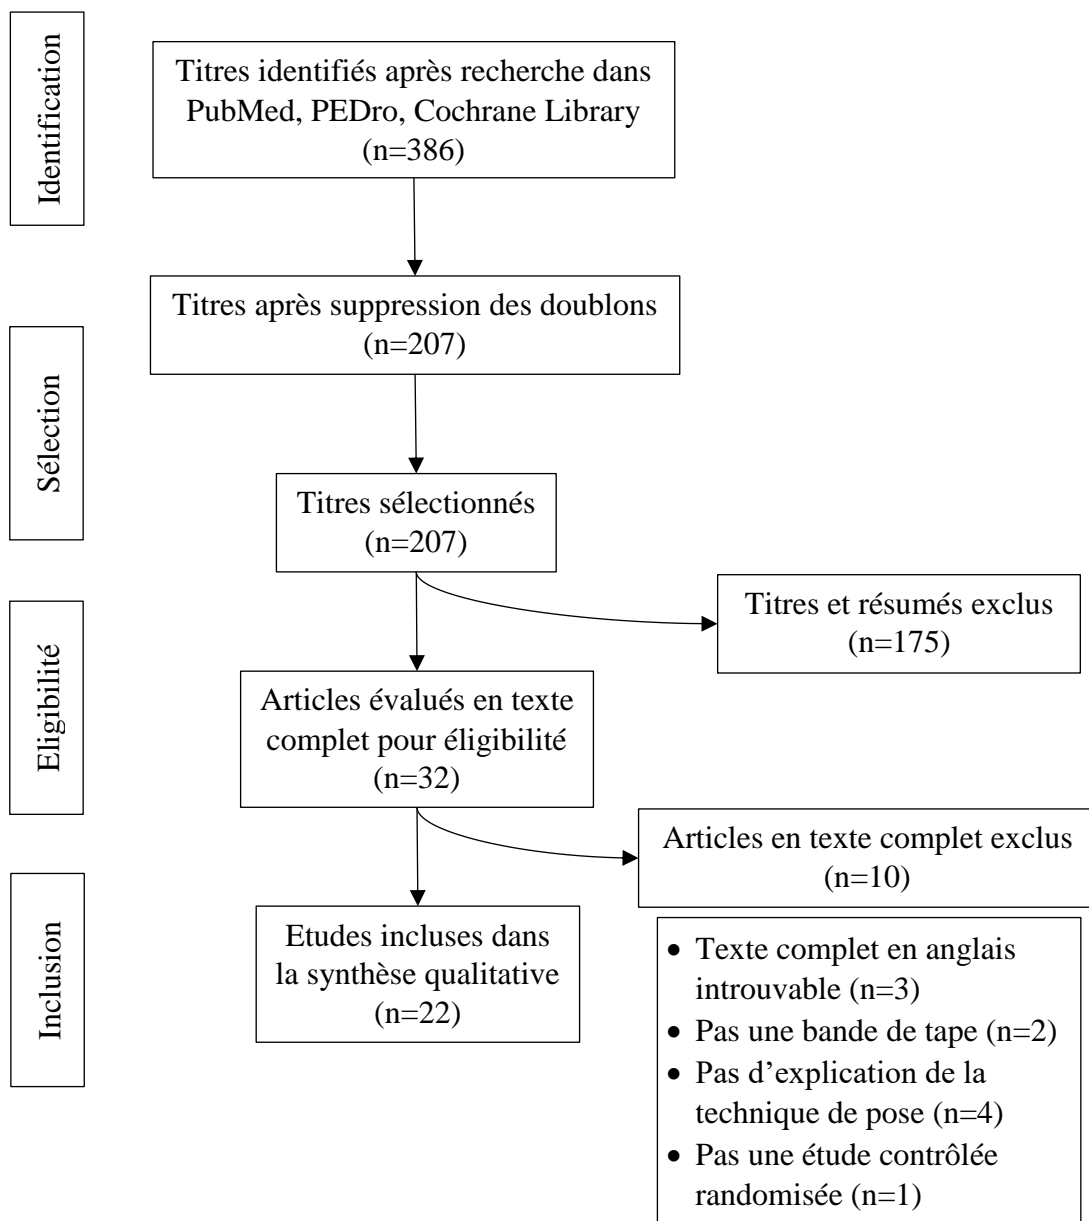 Identification
Titres identifiés après recherche dans
PubMed, PEDro, Cochrane Library
(n=386)
Titres après suppression des doublons
(n=207)
Sélection
Titres sélectionnés
(n=207)
Titres et résumés exclus
(n=175)
Eligibilité
Articles évalués en texte
complet pour éligibilité
(n=32)
Articles en texte complet exclus
(n=10)
Inclusion
Etudes incluses dans
la synthèse qualitative
(n=22)
• Texte complet en anglais
introuvable (n=3)
• Pas une bande de tape (n=2)
• Pas d’explication de la
technique de pose (n=4)
• Pas une étude contrôlée
randomisée (n=1)